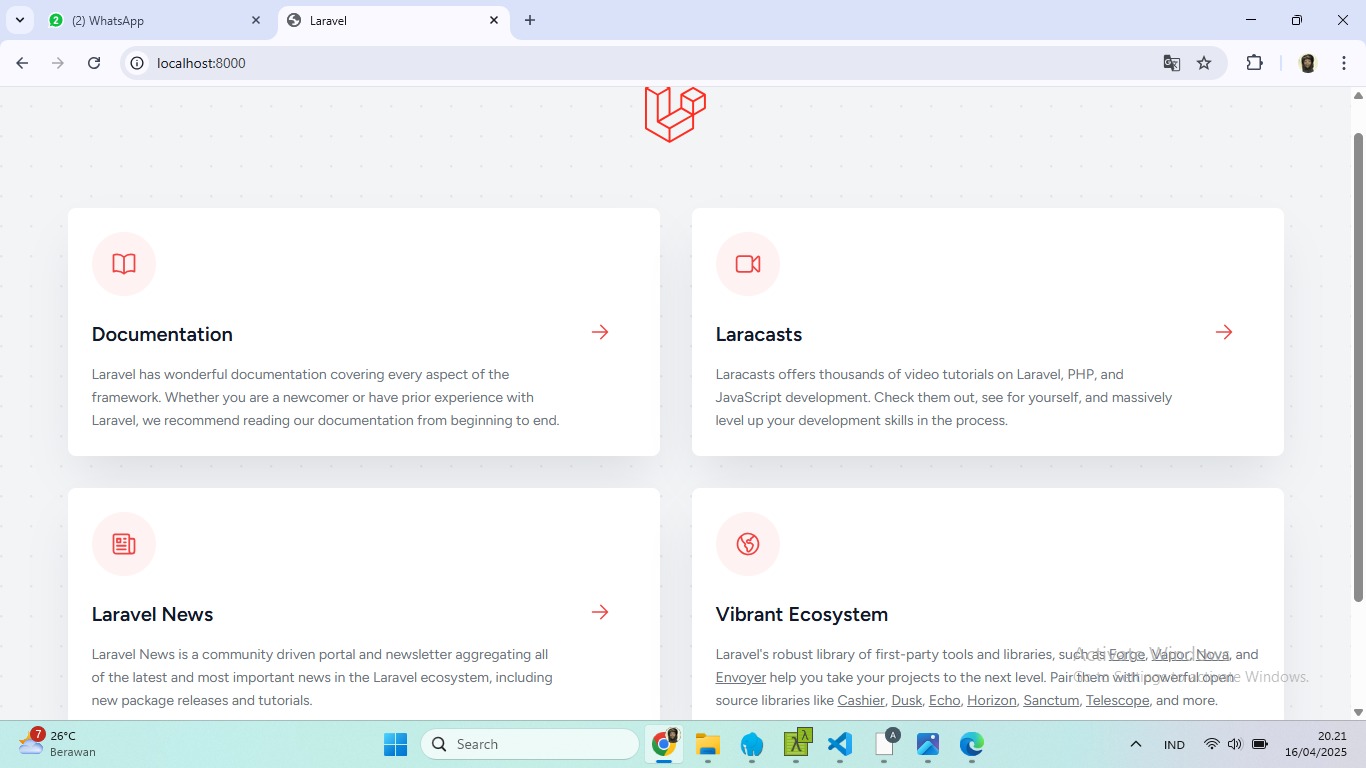 (2) WhatsApp
Laravel
localhost:8000
Documentation
Laravel has wonderful documentation covering every aspect of the
framework. Whether you are a newcomer or have prior experience with
Laravel, we recommend reading our documentation from beginning to end.
Laracasts
Laracasts offers thousands of video tutorials on Laravel, PHP, and
JavaScript development. Check them out, see for yourself, and massively
level up your development skills in the process.
Laravel News
Laravel News is a community driven portal and newsletter aggregating all
of the latest and most important news in the Laravel ecosystem, including
new package releases and tutorials.
Vibrant Ecosystem
Laravel's robust library of first-party tools and libraries, such as Forge, Vapor, Nova, and
Envoyer help you take your projects to the next level. Pair them with powerful open
source libraries like Cashier, Dusk, Echo, Horizon, Sanctum, Telescope, and more.
Activate Windows
Go to Settings to activate Windows.
7
26°C
Berawan
Search
A
IND
20.21
16/04/2025